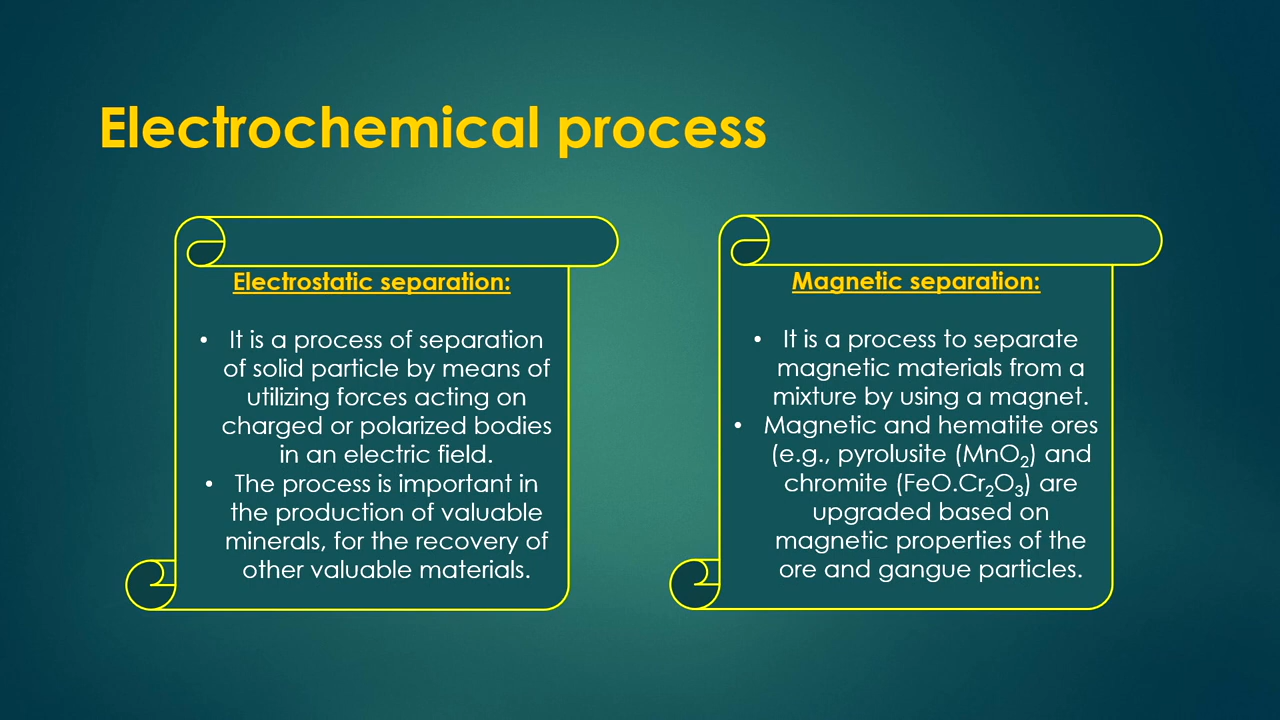 Electrochemical process
Electrostatic separation:
• It is a process of separation
of solid particle by means of
utilizing forces acting on
charged or polarized bodies
in an electric field.
• The process is important in
the production of valuable
minerals, for the recovery of
other valuable materials.
Magnetic separation:
• It is a process to separate
magnetic materials from a
mixture by using a magnet.
• Magnetic and hematite ores
(e.g., pyrolusite (MnO₂) and
chromite (FeO.Cr₂O₃) are
upgraded based on
magnetic properties of the
ore and gangue particles.